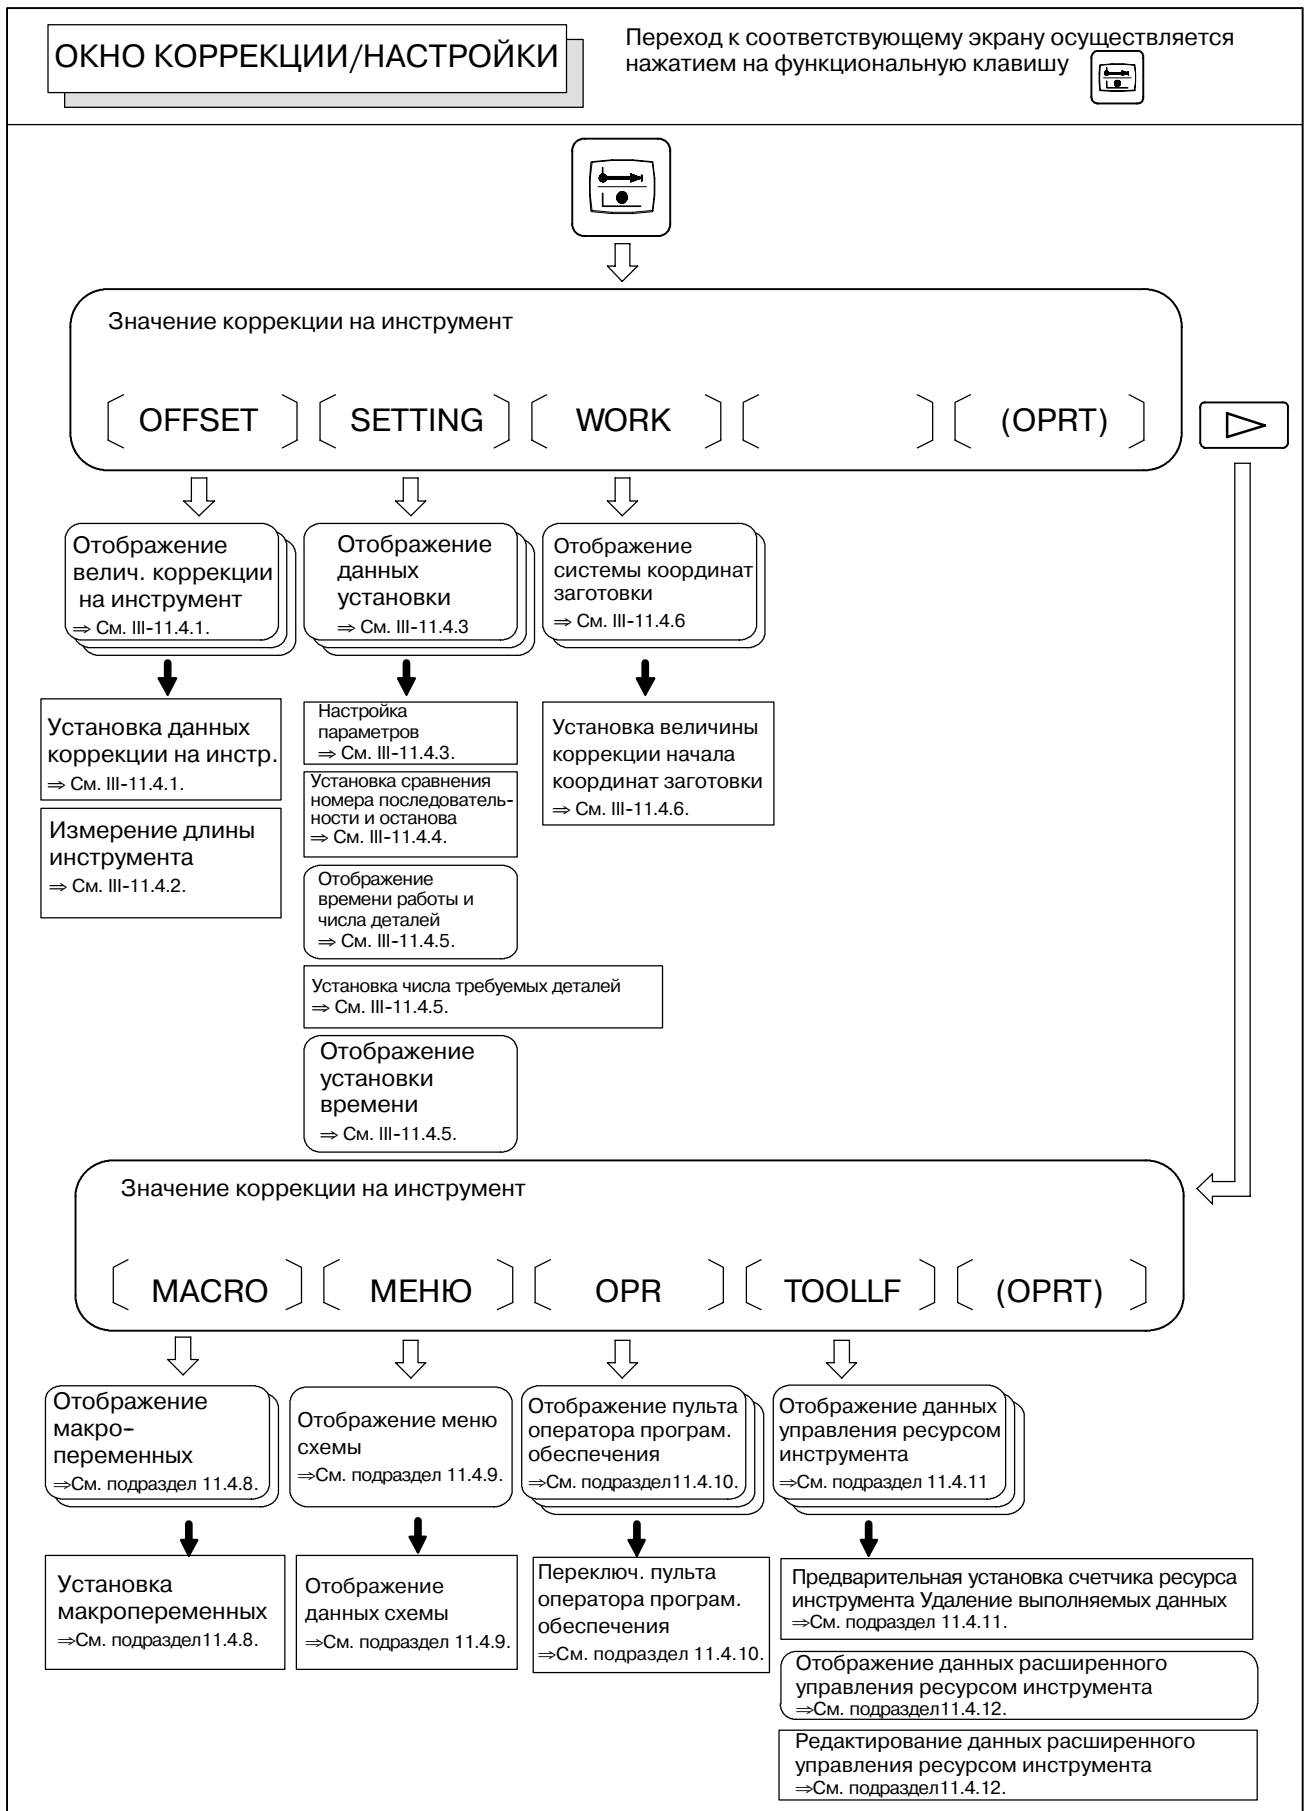 ОКНО КОРРЕКЦИИ/НАСТРОЙКИ
Переход к соответствующему экрану осуществляется
нажатием на функциональную клавишу
Значение коррекции на инструмент
OFFSET
SETTING
WORK
(OPRT)
Отображение
велич. коррекции
на инструмент
⇒ См. III-11.4.1.
Отображение
данных
установки
⇒ См. III-11.4.3
Отображение
системы координат
заготовки
⇒ См. III-11.4.6
Установка данных
коррекции на инстр.
⇒ См. III-11.4.1.
Измерение длины
инструмента
⇒ См. III-11.4.2.
Настройка
параметров
⇒ См. III-11.4.3.
Установка сравнения
номера последователь-
ности и останова
⇒ См. III-11.4.4.
Отображение
времени работы и
числа деталей
⇒ См. III-11.4.5.
Установка числа требуемых деталей
⇒ См. III-11.4.5.
Отображение
установки
времени
⇒ См. III-11.4.5.
Установка величины
коррекции начала
координат заготовки
⇒ См. III-11.4.6.
Значение коррекции на инструмент
MACRO
МЕНЮ
OPR
TOOLLF
(OPRT)
Отображение
макро-
переменных
⇒См. подраздел 11.4.8.
Отображение меню
схемы
⇒См. подраздел 11.4.9.
Отображение пульта
оператора програм.
обеспечения
⇒См. подраздел11.4.10.
Отображение данных
управления ресурсом
инструмента
⇒См. подраздел 11.4.11
Установка
макропеременных
⇒См. подраздел11.4.8.
Отображение
данных схемы
⇒См. подраздел 11.4.9.
Переключ. пульта
оператора програм.
обеспечения
⇒См. подраздел 11.4.10.
Предварительная установка счетчика ресурса
инструмента Удаление выполняемых данных
⇒См. подраздел 11.4.11.
Отображение данных расширенного
управления ресурсом инструмента
⇒См. подраздел11.4.12.
Редактирование данных расширенного
управления ресурсом инструмента
⇒См. подраздел11.4.12.